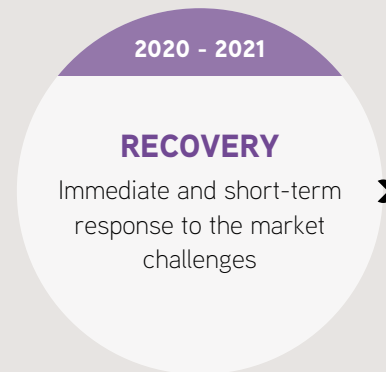 2020 - 2021
RECOVERY
Immediate and short-term
response to the market
challenges